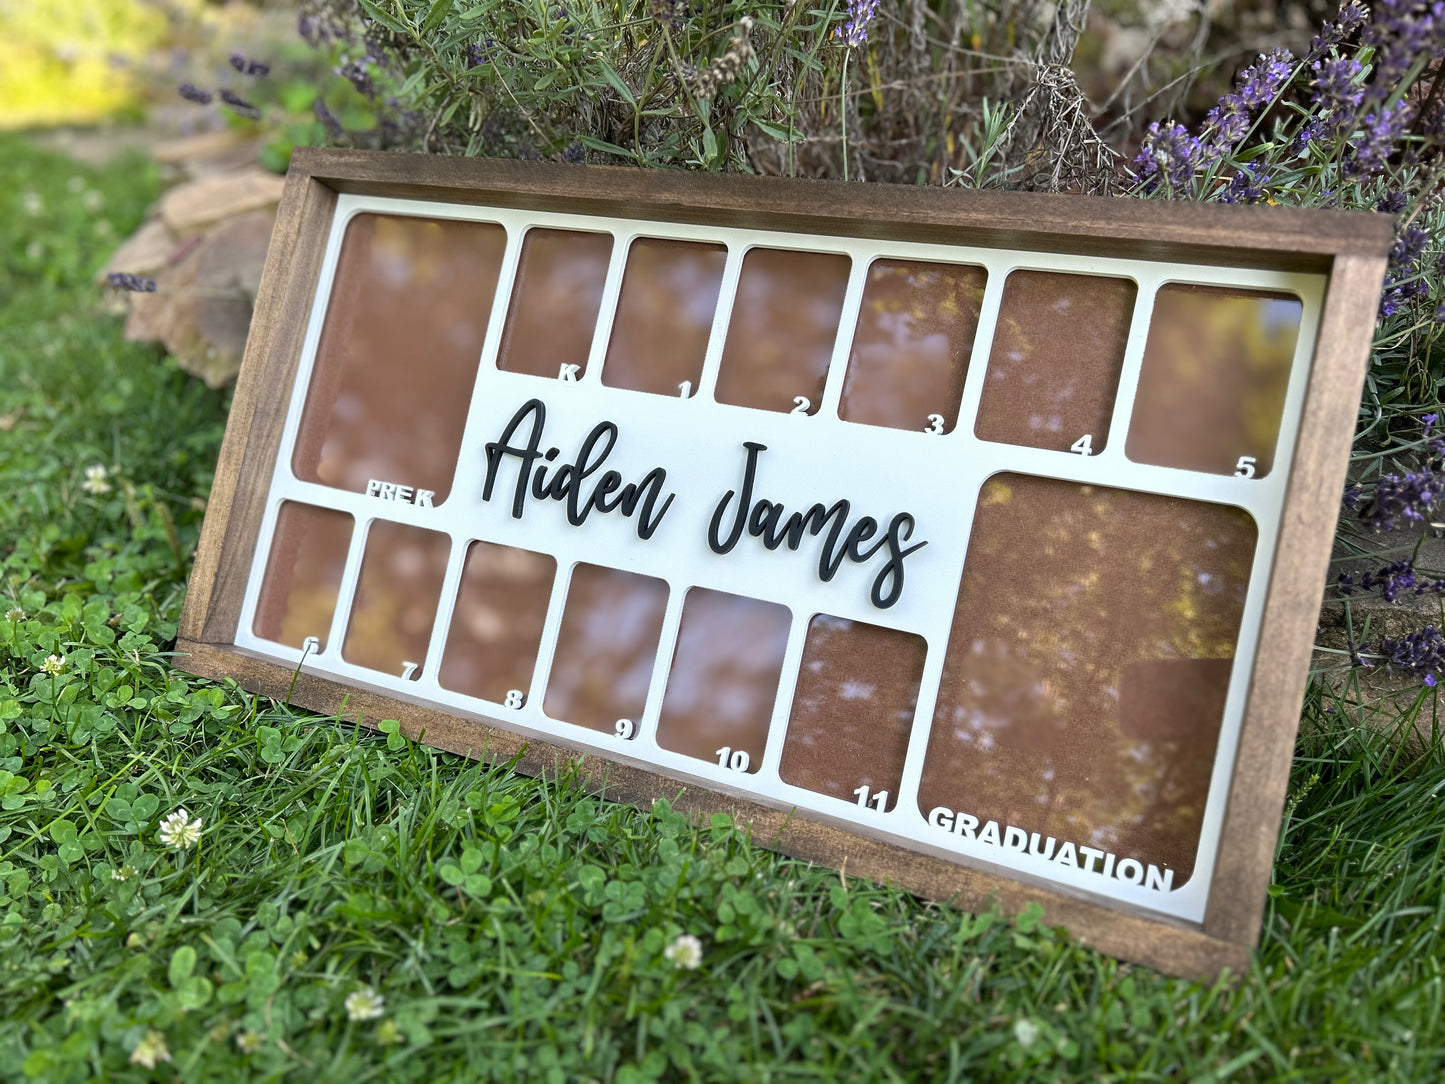 K 1 2 3 4 5
PRE K
Aiden James
6 7 8 9 10 11
GRADUATION